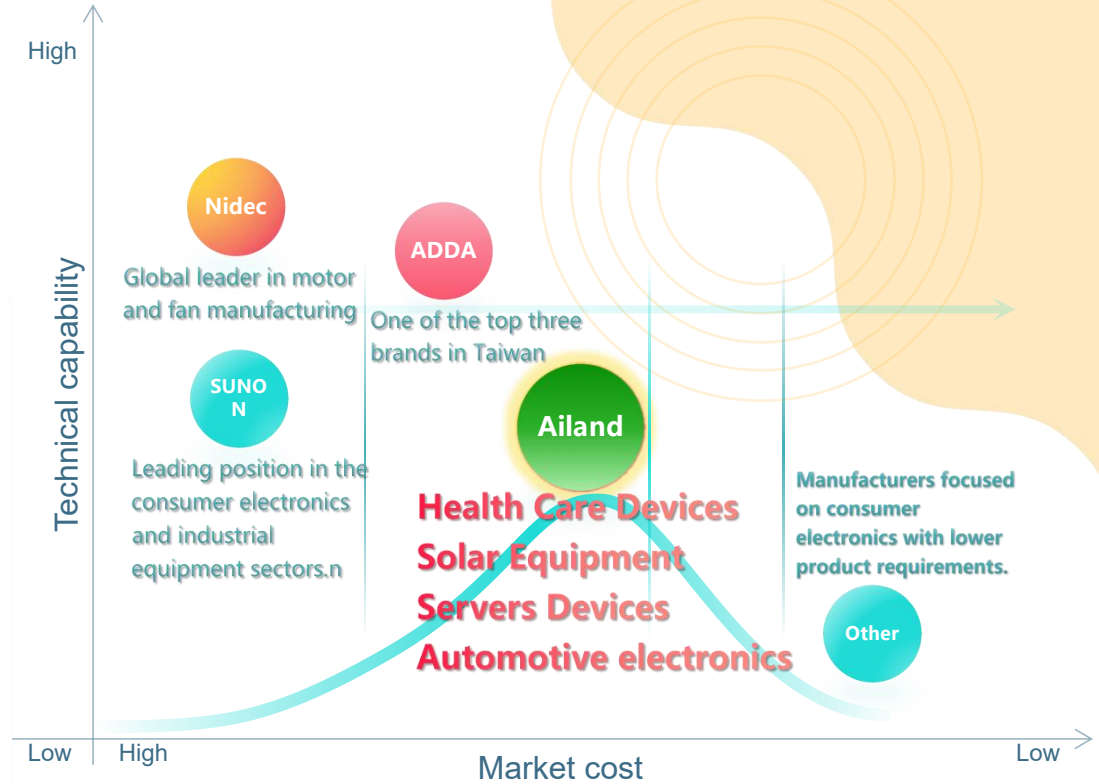 High
Nidec
ADDA
Global leader in motor
and fan manufacturing
One of the top three
brands in Taiwan
SUNO
N
Ailand
Leading position in the
consumer electronics
and industrial
equipment sectors.n
Health Care Devices
Solar Equipment
Servers Devices
Automotive electronics
Manufacturers focused
on consumer
electronics with lower
product requirements.
Other
Technical capability
Low
High
Market cost
Low